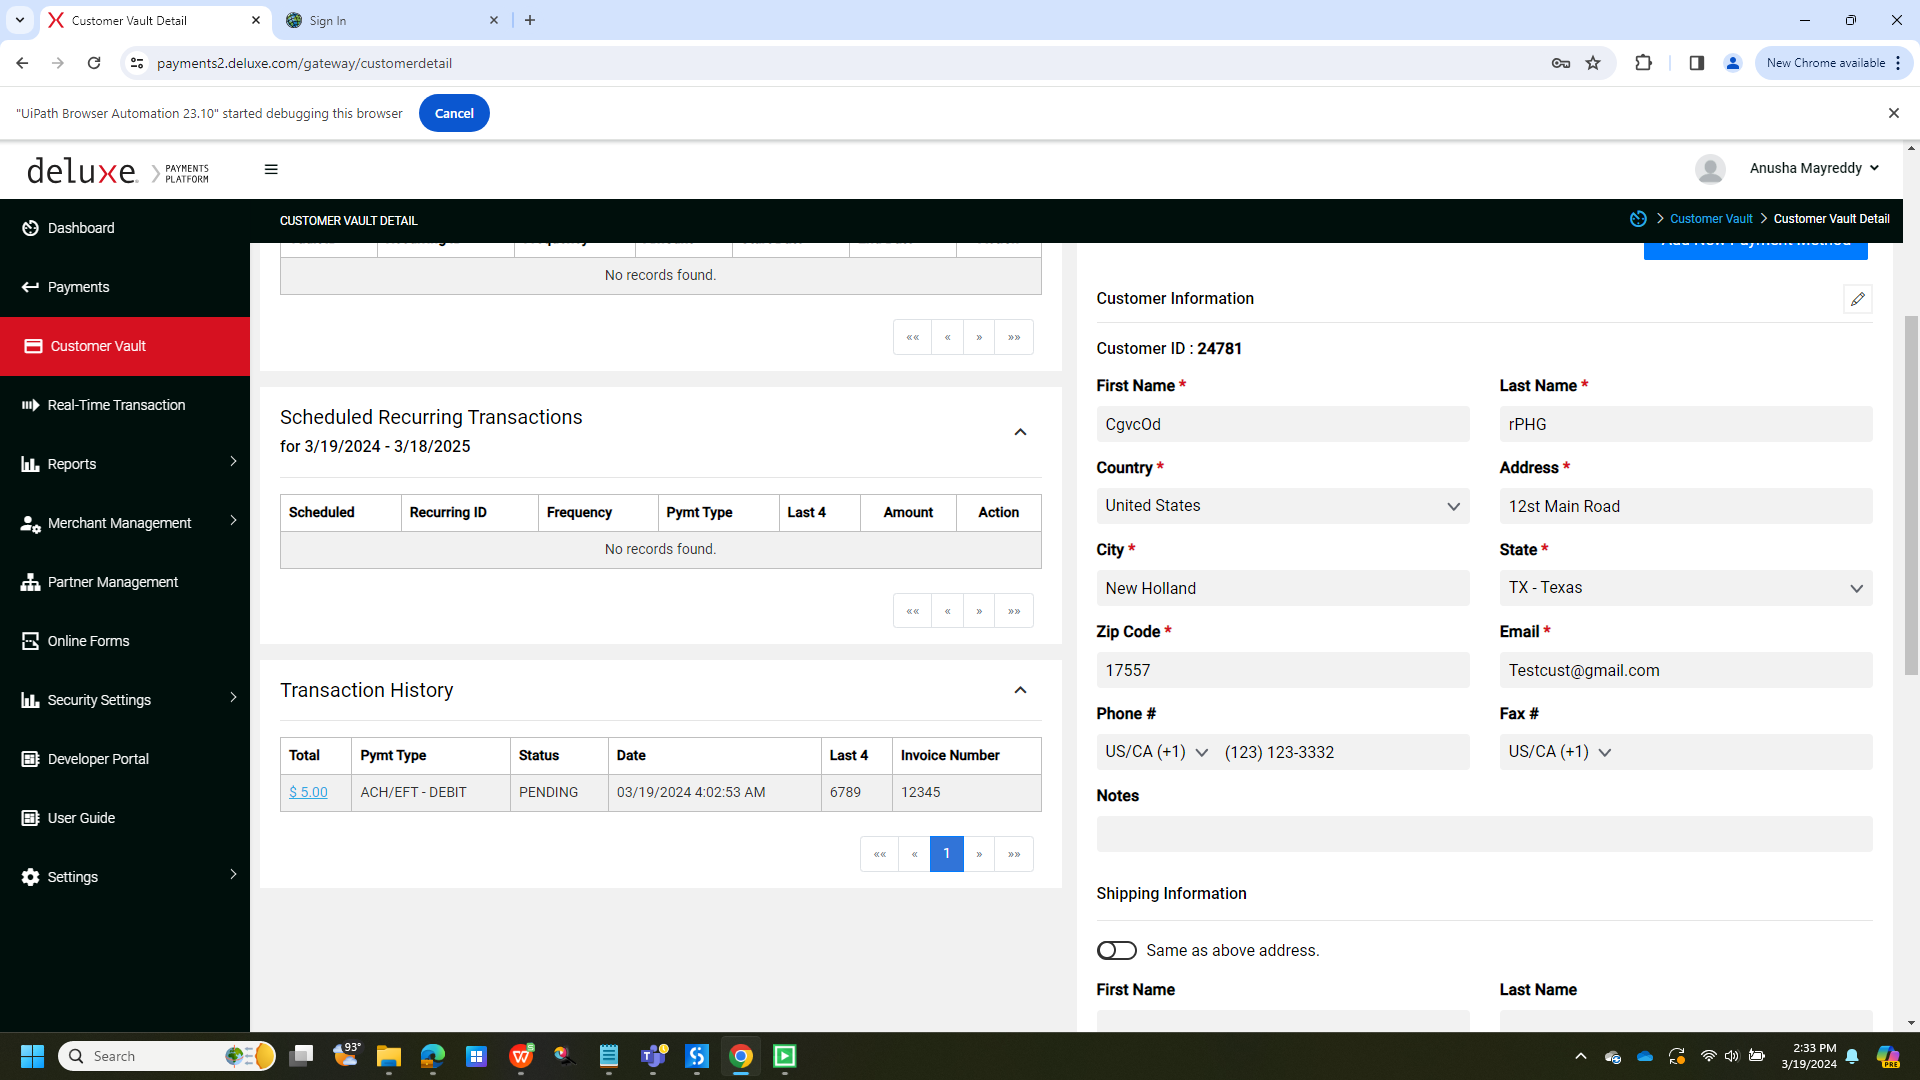 Customer Vault Detail
Sign In
payments2.deluxe.com/gateway/customerdetail
New Chrome available
"UiPath Browser Automation 23.10" started debugging this browser
Cancel
deluxe. PAYMENTS PLATFORM
Anusha Mayreddy
Dashboard
Payments
Customer Vault
Real-Time Transaction
Reports
Merchant Management
Partner Management
Online Forms
Security Settings
Developer Portal
User Guide
Settings
CUSTOMER VAULT DETAIL
Customer Vault > Customer Vault Detail
No records found.
«« « » »»
Scheduled Recurring Transactions
for 3/19/2024 - 3/18/2025
Scheduled Recurring ID Frequency Pymt Type Last 4 Amount Action
No records found.
«« « » »»
Transaction History
Total Pymt Type Status Date Last 4 Invoice Number
$ 5.00 ACH/EFT - DEBIT PENDING 03/19/2024 4:02:53 AM 6789 12345
«« « 1 » »»
Add New Payment Method
Customer Information
Customer ID : 24781
First Name * Last Name *
CgvcOd rPHG
Country * Address *
United States 12st Main Road
City * State *
New Holland TX - Texas
Zip Code * Email *
17557 Testcust@gmail.com
Phone # Fax #
US/CA (+1) (123) 123-3332 US/CA (+1)
Notes
Shipping Information
Same as above address.
First Name Last Name
Search
93°
2:33 PM
3/19/2024
PRE